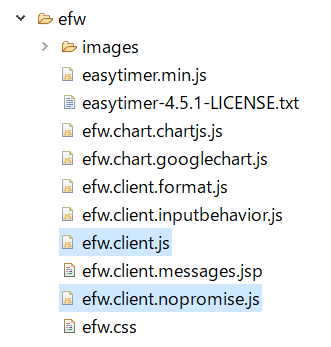 efw
images
easytimer.min.js
easytimer-4.5.1-LICENSE.txt
efw.chart.chartjs.js
efw.chart.googlechart.js
efw.client.format.js
efw.client.inputbehavior.js
efw.client.js
efw.client.messages.jsp
efw.client.nopromise.js
efw.css